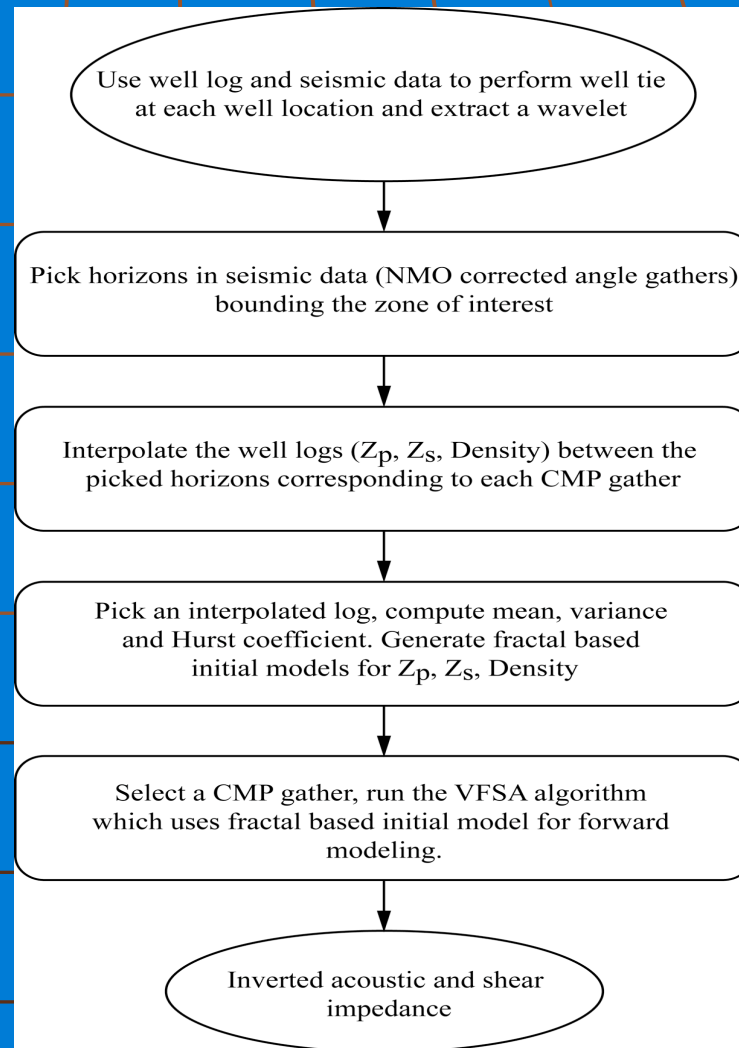 Use well log and seismic data to perform well tie
at each well location and extract a wavelet
Pick horizons in seismic data (NMO corrected angle gathers)
bounding the zone of interest
Interpolate the well logs (Zp, Zs, Density) between the
picked horizons corresponding to each CMP gather
Pick an interpolated log, compute mean, variance
and Hurst coefficient. Generate fractal based
initial models for Zp, Zs, Density
Select a CMP gather, run the VFSA algorithm
which uses fractal based initial model for forward
modeling.
Inverted acoustic and shear
impedance